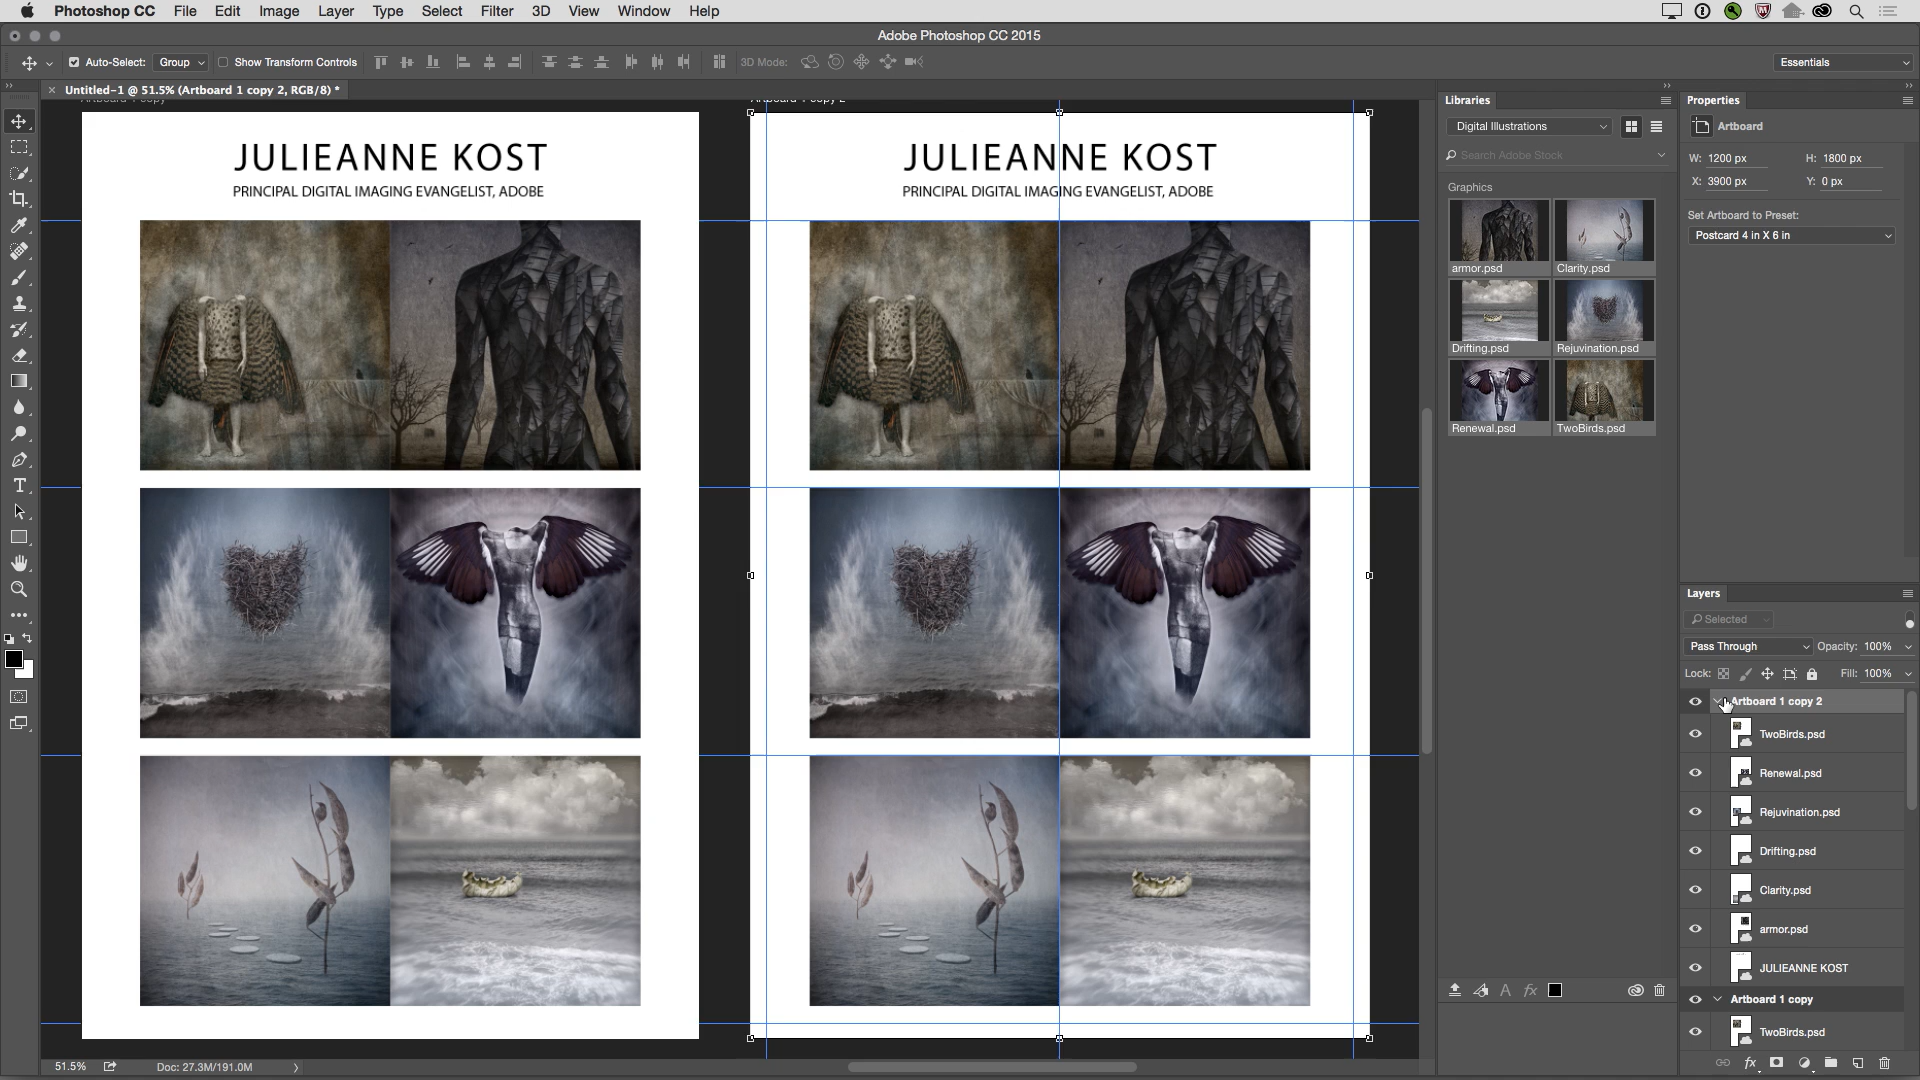 Photoshop CC File Edit Image Layer Type Select Filter 3D View Window Help
Adobe Photoshop CC 2015
Auto-Select: Group Show Transform Controls 3D Mode: Essentials
Untitled-1 @ 51.5% (Artboard 1 copy 2, RGB/8) *
Artboard 1 copy
Artboard 1 copy 2
JULIEANNE KOST
PRINCIPAL DIGITAL IMAGING EVANGELIST, ADOBE
JULIEANNE KOST
PRINCIPAL DIGITAL IMAGING EVANGELIST, ADOBE
Libraries
Digital Illustrations
Search Adobe Stock
Graphics
armor.psd
Clarity.psd
Drifting.psd
Rejuvination.psd
Renewal.psd
TwoBirds.psd
Properties
Artboard
W: 1200 px H: 1800 px
X: 3900 px Y: 0 px
Set Artboard to Preset:
Postcard 4 in X 6 in
Layers
Selected
Pass Through Opacity: 100%
Lock: Fill: 100%
Artboard 1 copy 2
TwoBirds.psd
Renewal.psd
Rejuvination.psd
Drifting.psd
Clarity.psd
armor.psd
JULIEANNE KOST
Artboard 1 copy
TwoBirds.psd
51.5% Doc: 27.3M/191.0M